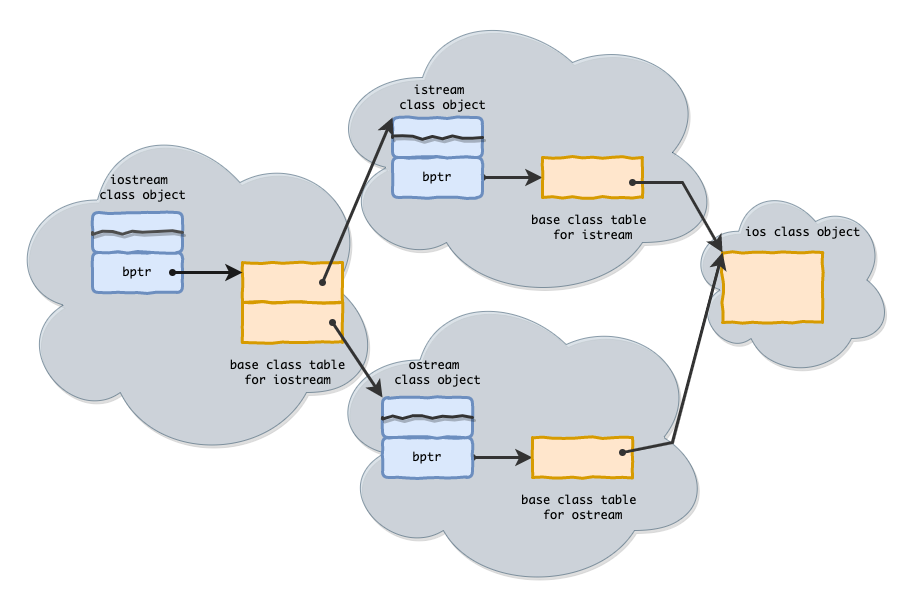 iostream
class object
bptr
base class table
for iostream
istream
class object
bptr
base class table
for istream
ostream
class object
bptr
base class table
for ostream
ios class object